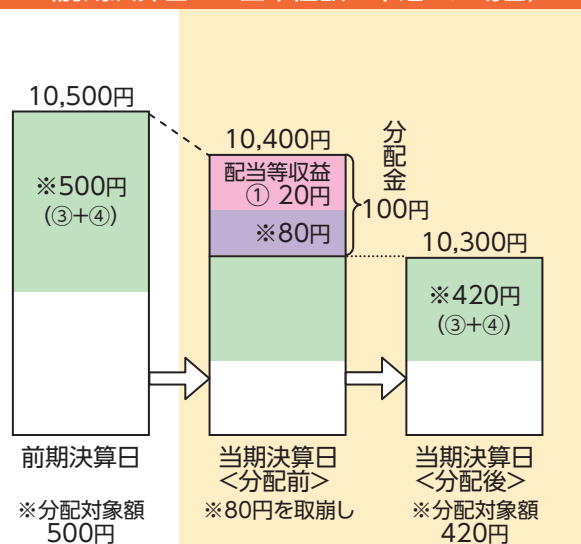 10,500円
※500円
(③+④)
10,400円
配当等収益
① 20円
※80円
分配金
100円
10,300円
※420円
(③+④)
前期決算日
※分配対象額
500円
当期決算日
<分配前>
※80円を取崩し
当期決算日
<分配後>
※分配対象額
420円